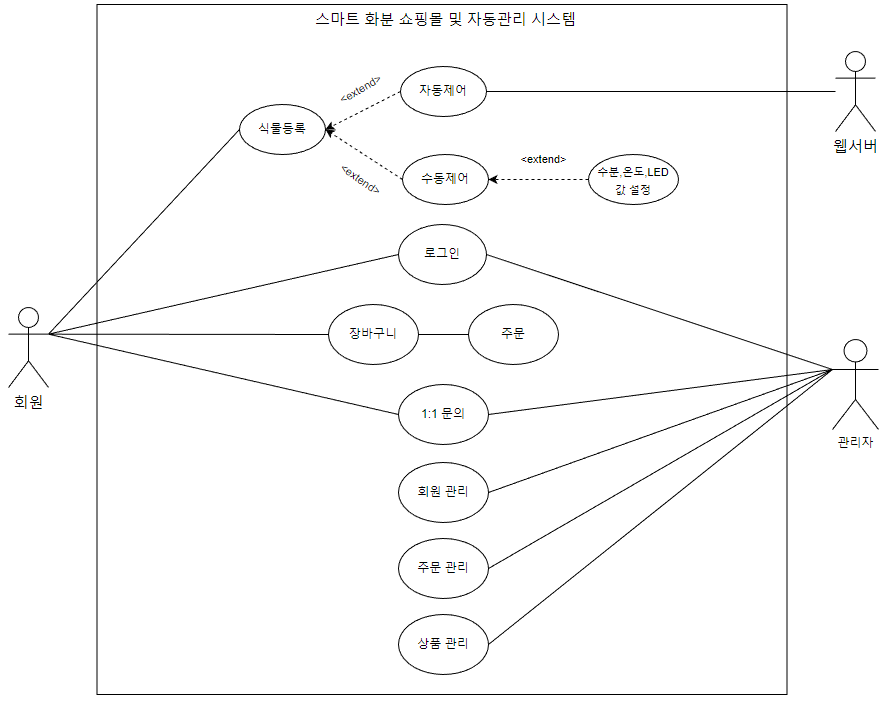 스마트 화분 쇼핑몰 및 자동관리 시스템
<extend>
자동제어
식물등록
웹서버
<extend>
수동제어
<extend>
수분,온도,LED
값 설정
로그인
장바구니
주문
회원
1:1 문의
관리자
회원 관리
주문 관리
상품 관리